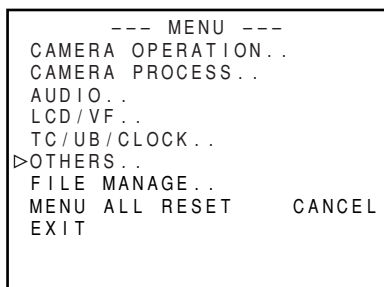 --- MENU ---
CAMERA OPERATION..
CAMERA PROCESS..
AUDIO..
LCD/VF..
TC/UB/CLOCK..
▷OTHERS..
FILE MANAGE..
MENU ALL RESET CANCEL
EXIT